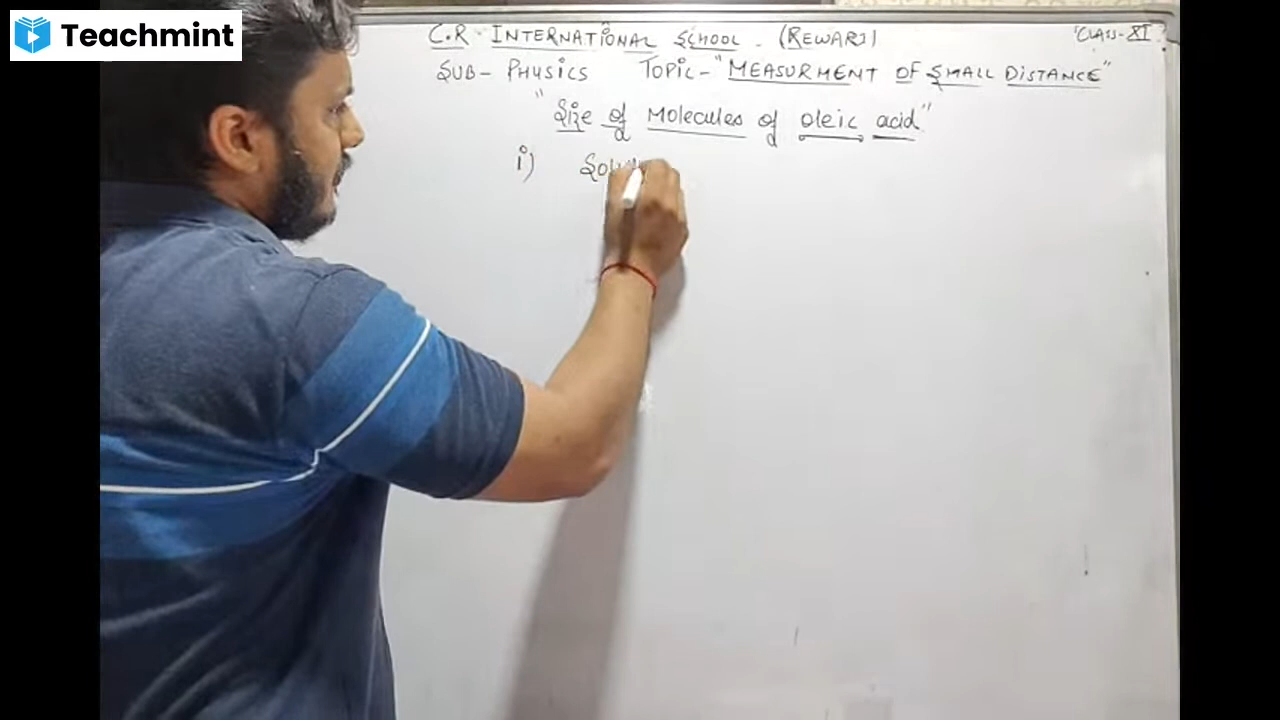 Teachmint
C.R. INTERNATIONAL SCHOOL. (REWARI)
CLASS-XI
SUB- PHYSICS TOPIC-"MEASURMENT OF SMALL DISTANCE"
"Size of Molecules of oleic acid"
i)